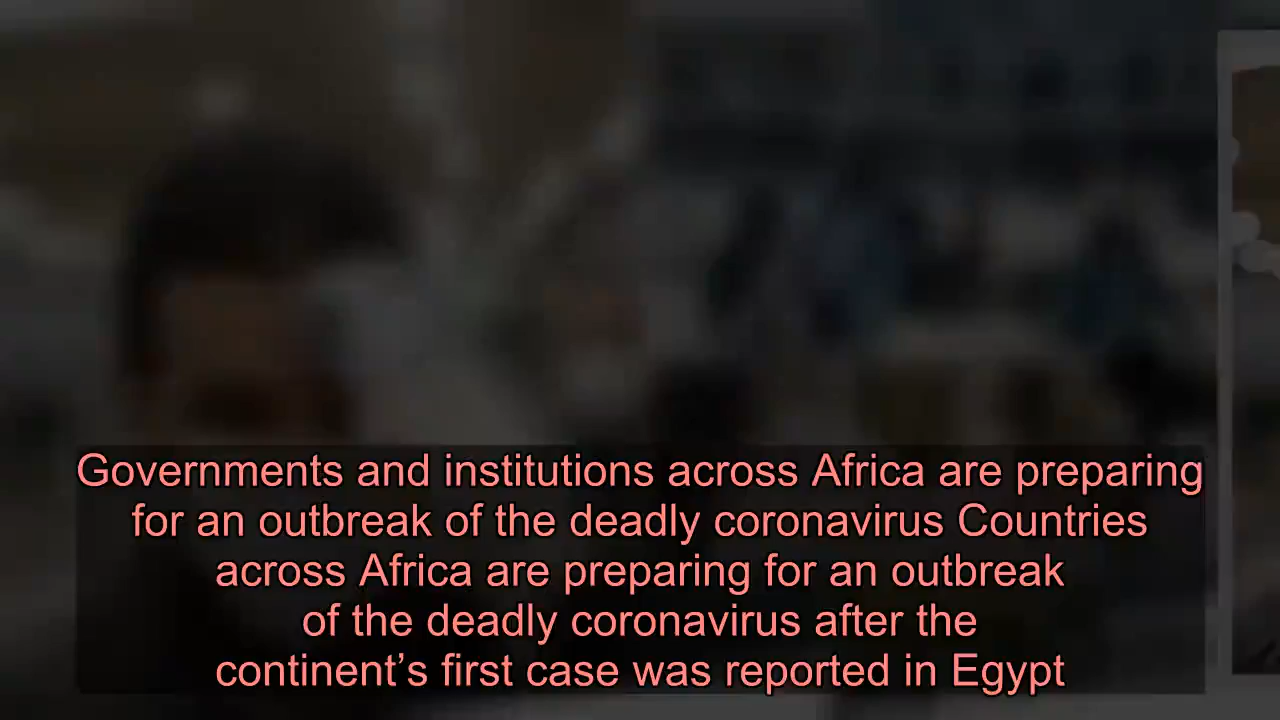 Governments and institutions across Africa are preparing
for an outbreak of the deadly coronavirus Countries
across Africa are preparing for an outbreak
of the deadly coronavirus after the
continent’s first case was reported in Egypt